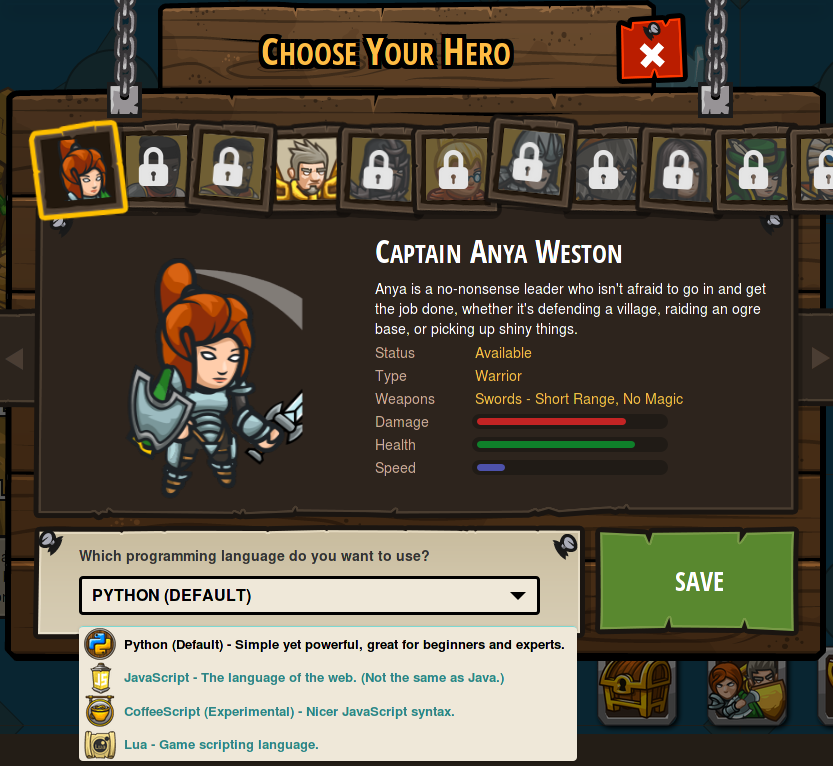 Choose Your Hero
Captain Anya Weston
Anya is a no-nonsense leader who isn't afraid to go in and get
the job done, whether it's defending a village, raiding an ogre
base, or picking up shiny things.
Status Available
Type Warrior
Weapons Swords - Short Range, No Magic
Damage
Health
Speed
Which programming language do you want to use?
PYTHON (DEFAULT)
SAVE
Python (Default) - Simple yet powerful, great for beginners and experts.
JS
JavaScript - The language of the web. (Not the same as Java.)
CoffeeScript (Experimental) - Nicer JavaScript syntax.
Lua - Game scripting language.